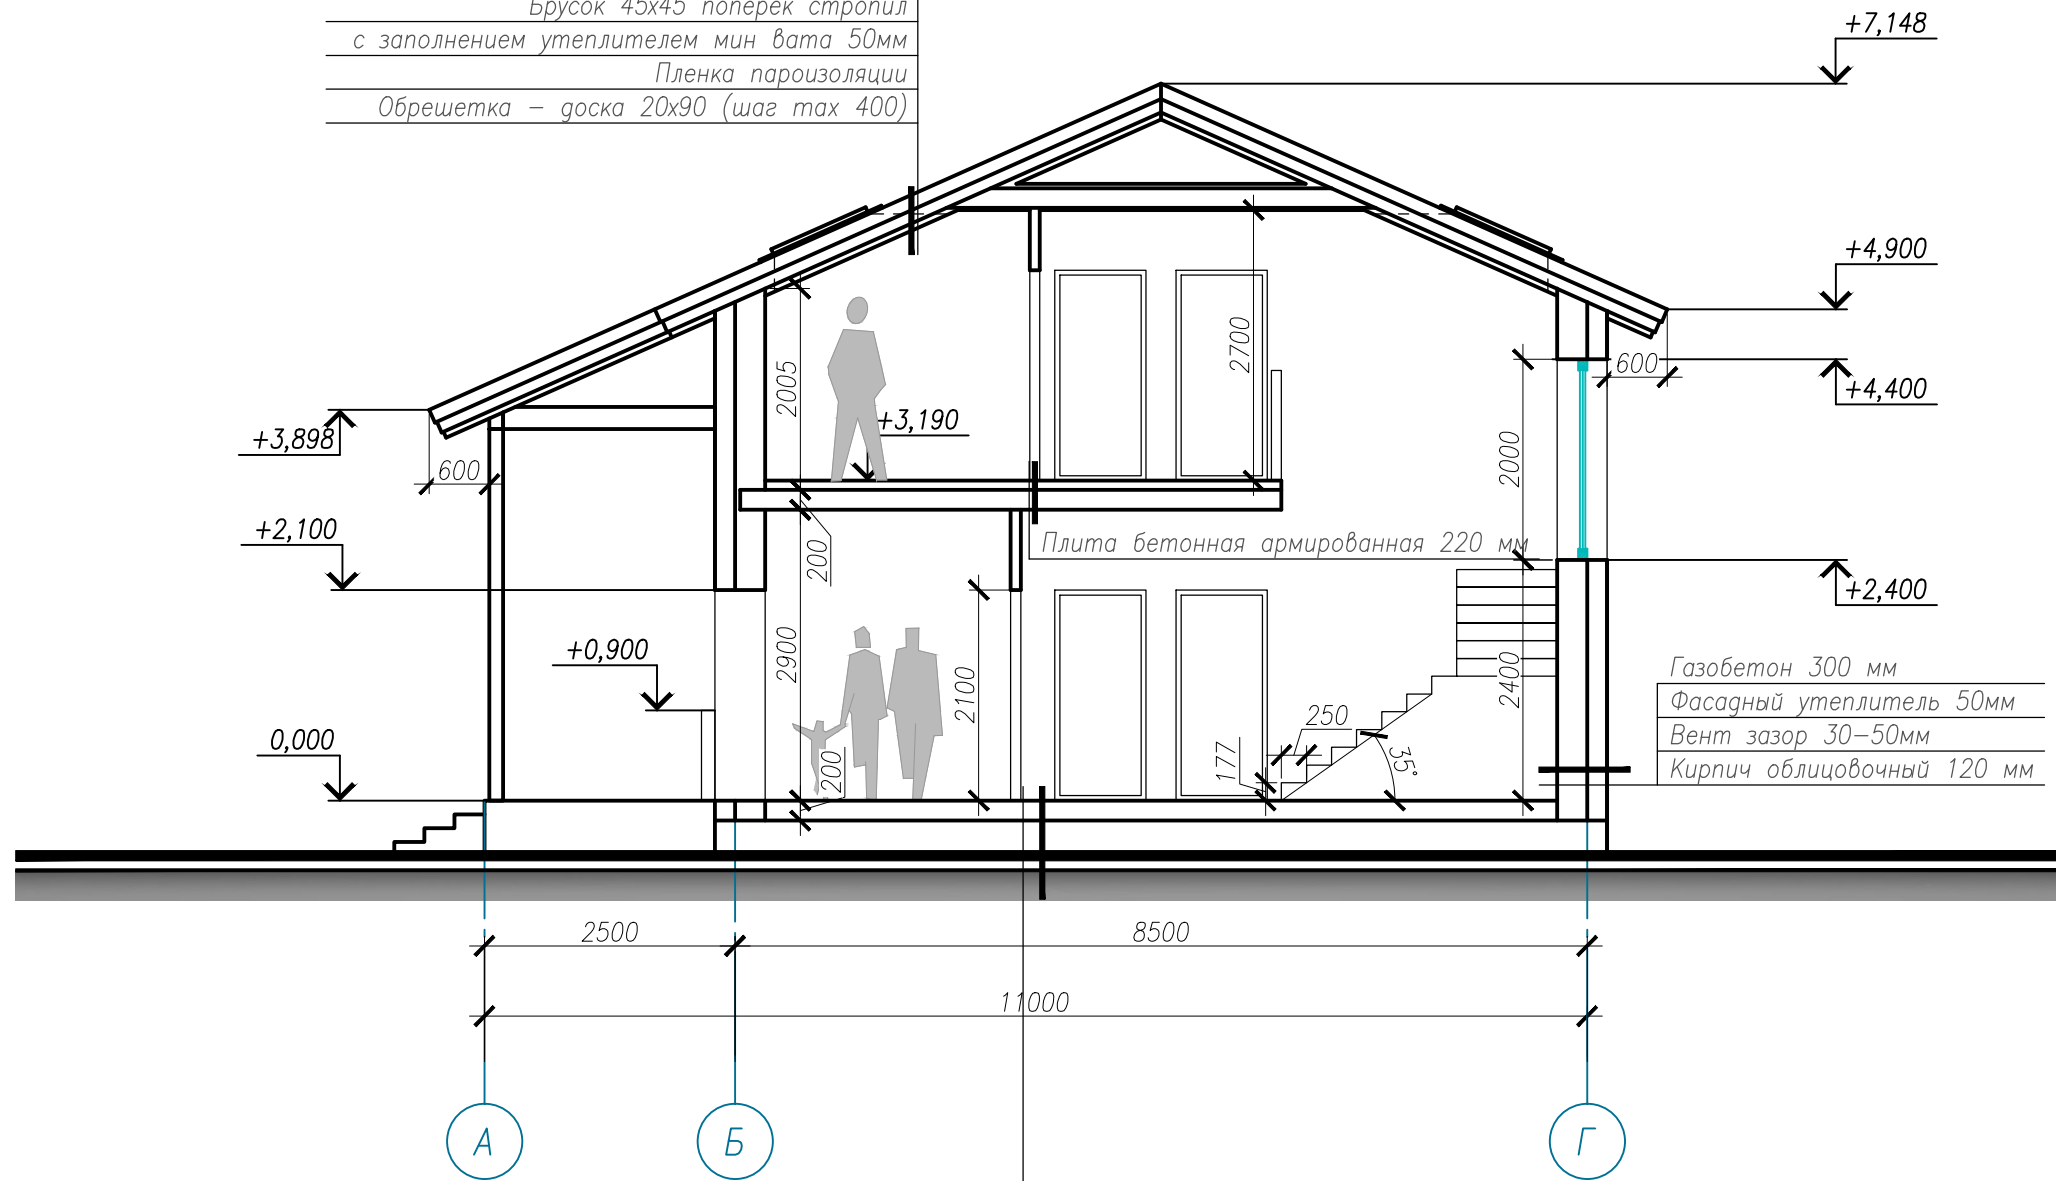 Брусок 45х45 поперек стропил
с заполнением утеплителем мин вата 50мм
Пленка пароизоляции
Обрешетка – доска 20х90 (шаг max 400)
+7,148
+4,900
600
+4,400
2700
2005
+3,190
+3,898
600
2000
+2,100
200
Плита бетонная армированная 220 мм
+2,400
+0,900
2900
2100
2400
Газобетон 300 мм
Фасадный утеплитель 50мм
Вент зазор 30–50мм
Кирпич облицовочный 120 мм
0,000
200
177
250
35°
2500
8500
11000
А
Б
Г